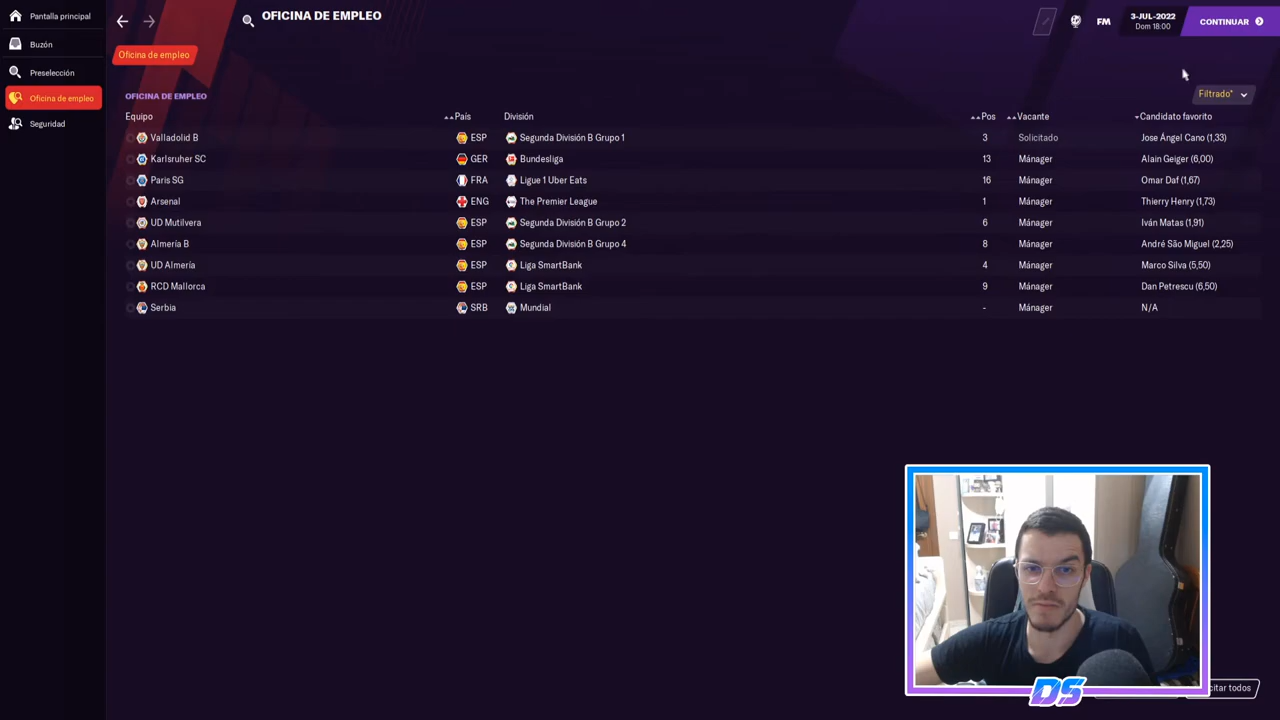 Pantalla principal
Buzón
Preselección
Oficina de empleo
Seguridad
OFICINA DE EMPLEO
FM
3-JUL-2022
Dom 18:00
CONTINUAR
Oficina de empleo
Filtrado*
OFICINA DE EMPLEO
Equipo País División Pos Vacante Candidato favorito
Valladolid B ESP Segunda División B Grupo 1 3 Solicitado Jose Ángel Cano (1,33)
Karlsruher SC GER Bundesliga 13 Mánager Alain Geiger (6,00)
Paris SG FRA Ligue 1 Uber Eats 16 Mánager Omar Daf (1,67)
Arsenal ENG The Premier League 1 Mánager Thierry Henry (1,73)
UD Mutilvera ESP Segunda División B Grupo 2 6 Mánager Iván Matas (1,91)
Almería B ESP Segunda División B Grupo 4 8 Mánager André São Miguel (2,25)
UD Almería ESP Liga SmartBank 4 Mánager Marco Silva (5,50)
RCD Mallorca ESP Liga SmartBank 9 Mánager Dan Petrescu (6,50)
Serbia SRB Mundial - Mánager N/A
citar todos
DS